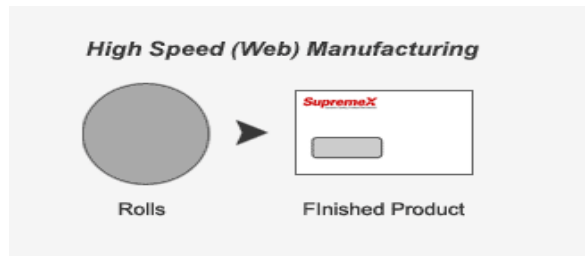 High Speed (Web) Manufacturing
SupremeX
Rolls
FInished Product